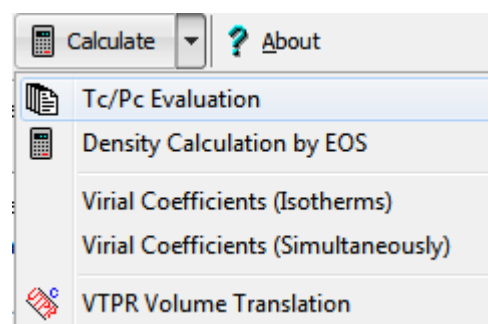 Calculate About
Tc/Pc Evaluation
Density Calculation by EOS
Virial Coefficients (Isotherms)
Virial Coefficients (Simultaneously)
VTPR Volume Translation